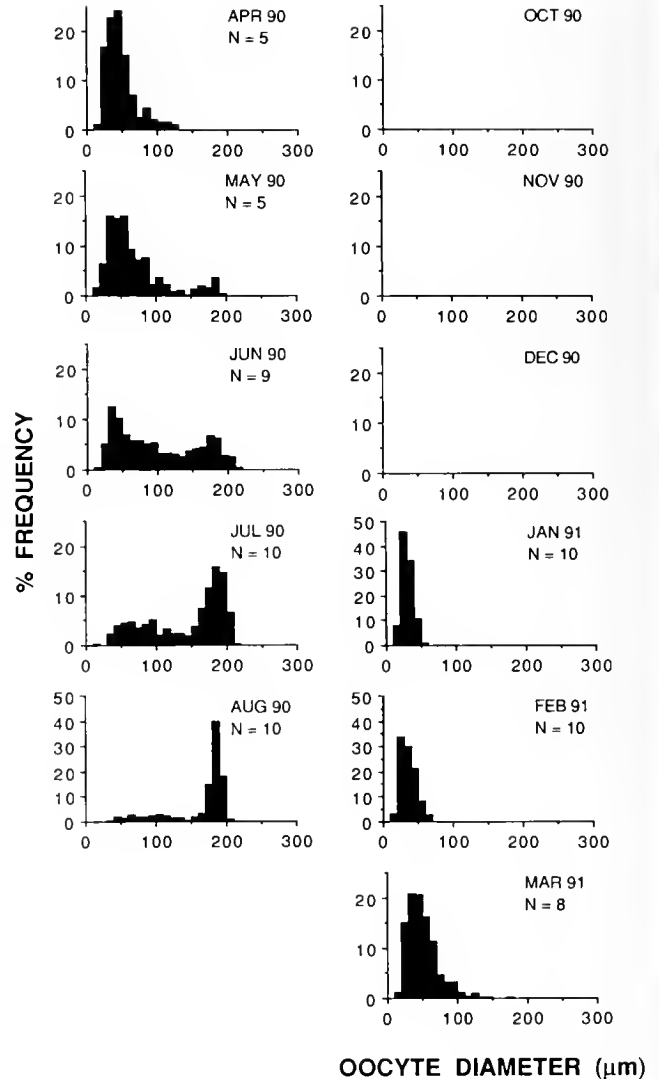 APR 90
N = 5
20
10
0
0 100 200 300
MAY 90
N = 5
20
10
0
0 100 200 300
JUN 90
N = 9
20
10
0
0 100 200 300
JUL 90
N = 10
20
10
0
0 100 200 300
AUG 90
N = 10
50
40
30
20
10
0
0 100 200 300
OCT 90
20
10
0
0 100 200 300
NOV 90
20
10
0
0 100 200 300
DEC 90
20
10
0
0 100 200 300
JAN 91
N = 10
50
40
30
20
10
0
0 100 200 300
FEB 91
N = 10
50
40
30
20
10
0
0 100 200 300
MAR 91
N = 8
20
10
0
0 100 200 300
% FREQUENCY
OOCYTE DIAMETER (µm)